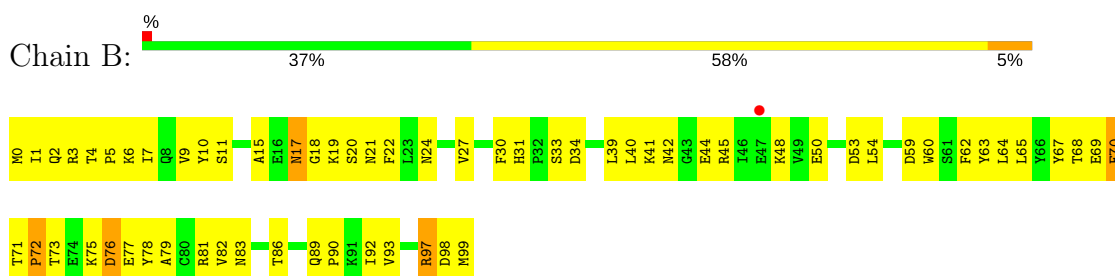 %
Chain B:
37% 58% 5%
M0 I1 Q2 R3 T4 P5 K6 I7 Q8 V9 Y10 S11 A15 E16 N17 G18 K19 S20 N21 F22 L23 N24 V27 F30 H31 P32 S33 D34 L39 L40 K41 N42 G43 E44 R45 I46 E47 K48 V49 E50 D53 L54 D59 W60 S61 F62 Y63 L64 L65 Y66 Y67 T68 E69
T71 P72 T73 E74 K75 D76 E77 Y78 A79 C80 R81 V82 N83 T86 Q89 P90 K91 I92 V93 R97 D98 M99